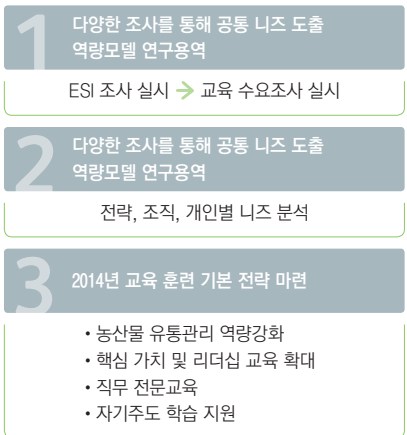 1
다양한 조사를 통해 공통 니즈 도출
역량모델 연구용역
ESI 조사 실시 → 교육 수요조사 실시
2
다양한 조사를 통해 공통 니즈 도출
역량모델 연구용역
전략, 조직, 개인별 니즈 분석
3
2014년 교육 훈련 기본 전략 마련
• 농산물 유통관리 역량강화
• 핵심 가치 및 리더십 교육 확대
• 직무 전문교육
• 자기주도 학습 지원